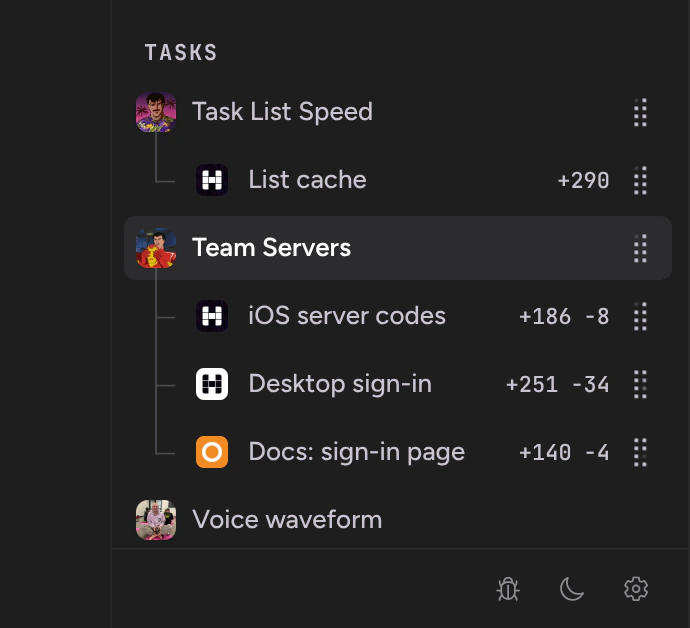 TASKS
Task List Speed
List cache +290
Team Servers
iOS server codes +186 -8
Desktop sign-in +251 -34
Docs: sign-in page +140 -4
Voice waveform